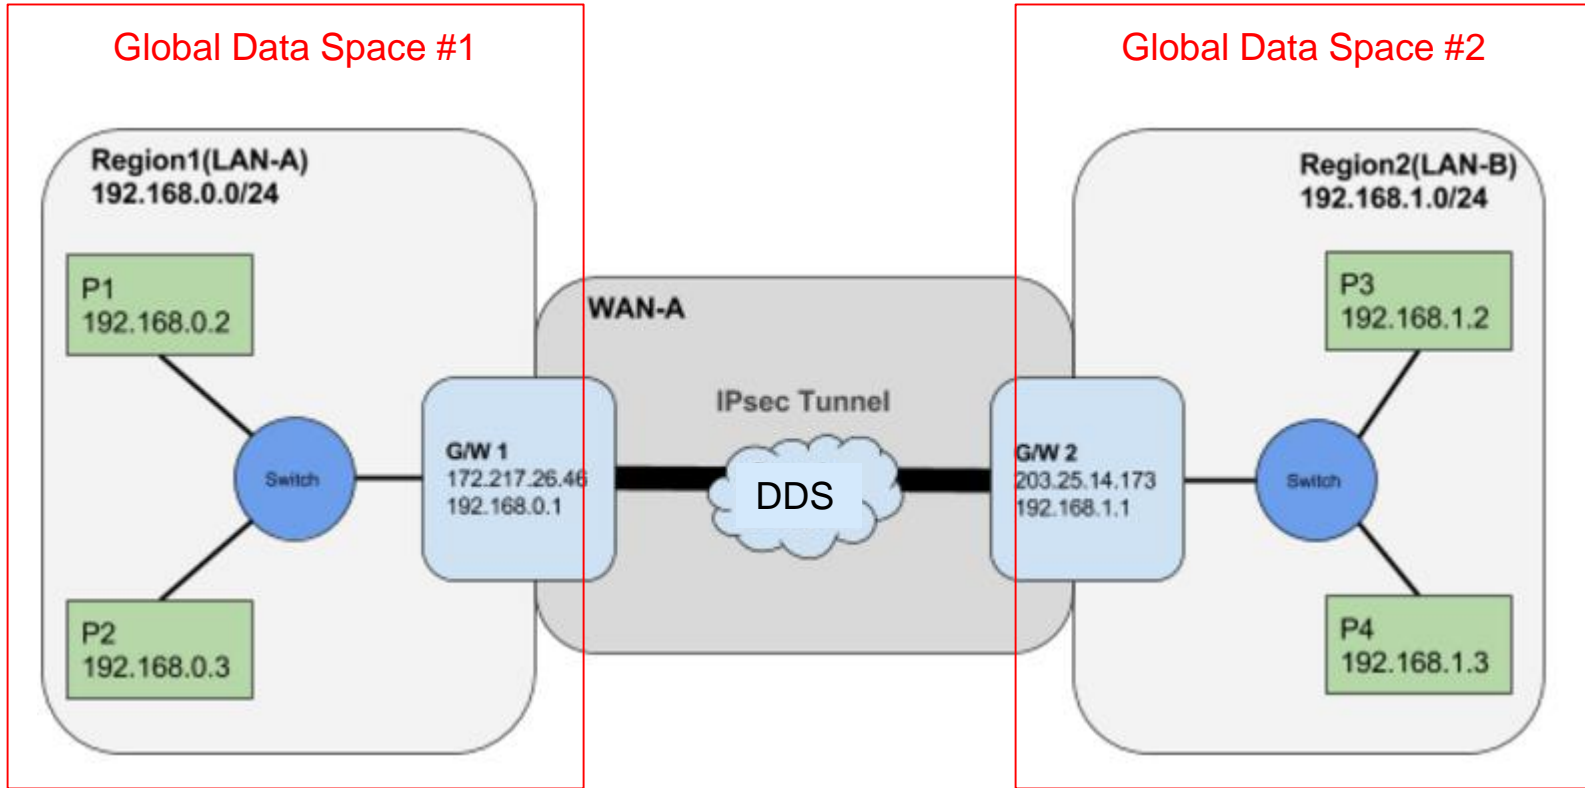 Global Data Space #1
Global Data Space #2
Region1(LAN-A)
192.168.0.0/24
Region2(LAN-B)
192.168.1.0/24
P1
192.168.0.2
P3
192.168.1.2
WAN-A
IPsec Tunnel
Switch
G/W 1
172.217.26.46
192.168.0.1
DDS
G/W 2
203.25.14.173
192.168.1.1
Switch
P2
192.168.0.3
P4
192.168.1.3